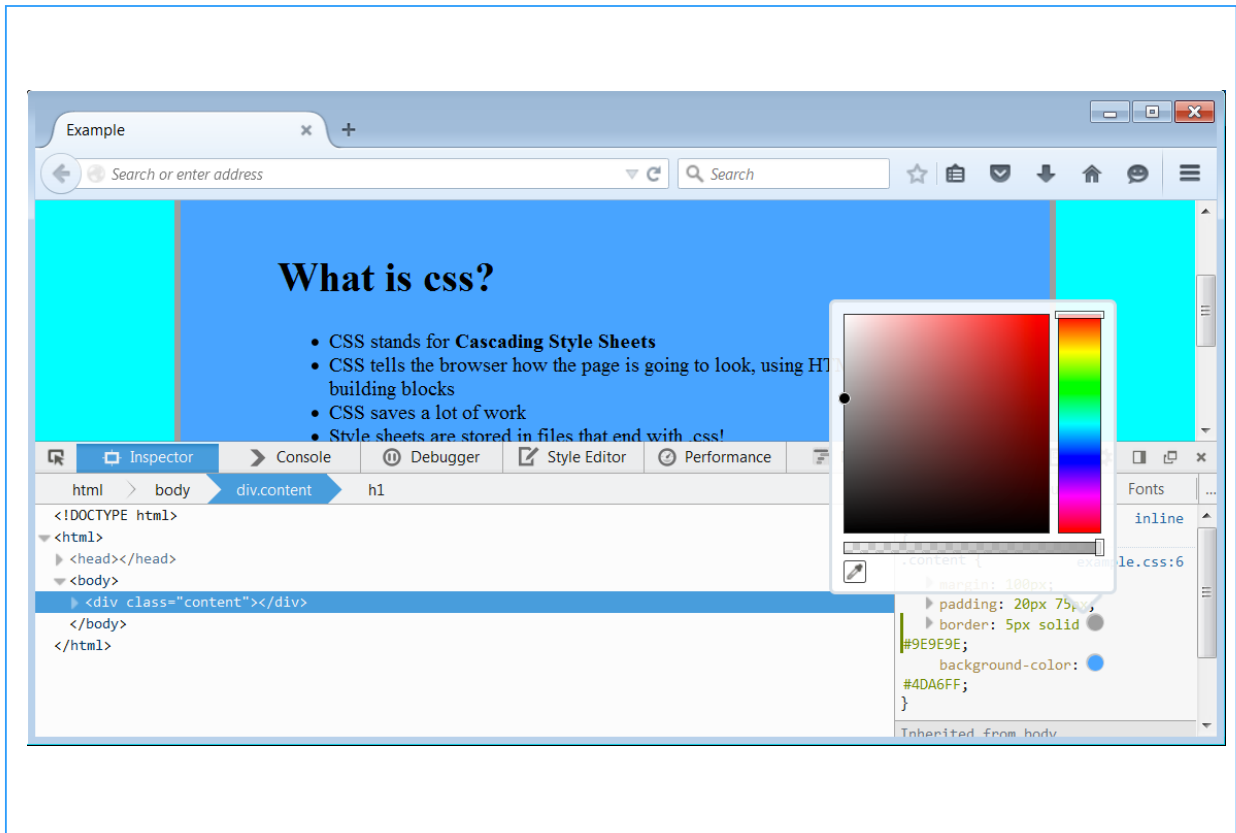 Example
Search or enter address
Search
What is css?
CSS stands for Cascading Style Sheets
CSS tells the browser how the page is going to look, using HT
building blocks
CSS saves a lot of work
Style sheets are stored in files that end with .css!
Inspector Console Debugger Style Editor Performance
html body div.content h1 Fonts ...
<!DOCTYPE html>
<html>
<head></head>
<body>
<div class="content"></div>
</body>
</html>
inline
{
.content { example.css:6
margin: 100px;
padding: 20px 75px;
border: 5px solid
#9E9E9E;
background-color:
#4DA6FF;
}
Inherited from body